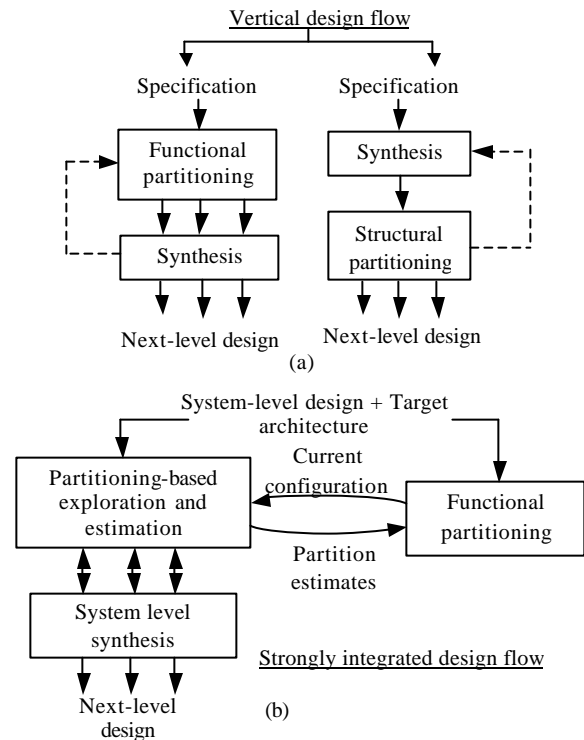 Vertical design flow
Specification
Specification
Functional
partitioning
Synthesis
Synthesis
Structural
partitioning
Next-level design
Next-level design
(a)
System-level design + Target
architecture
Partitioning-based
exploration and
estimation
Current
configuration
Functional
partitioning
Partition
estimates
System level
synthesis
Strongly integrated design flow
Next-level
design
(b)